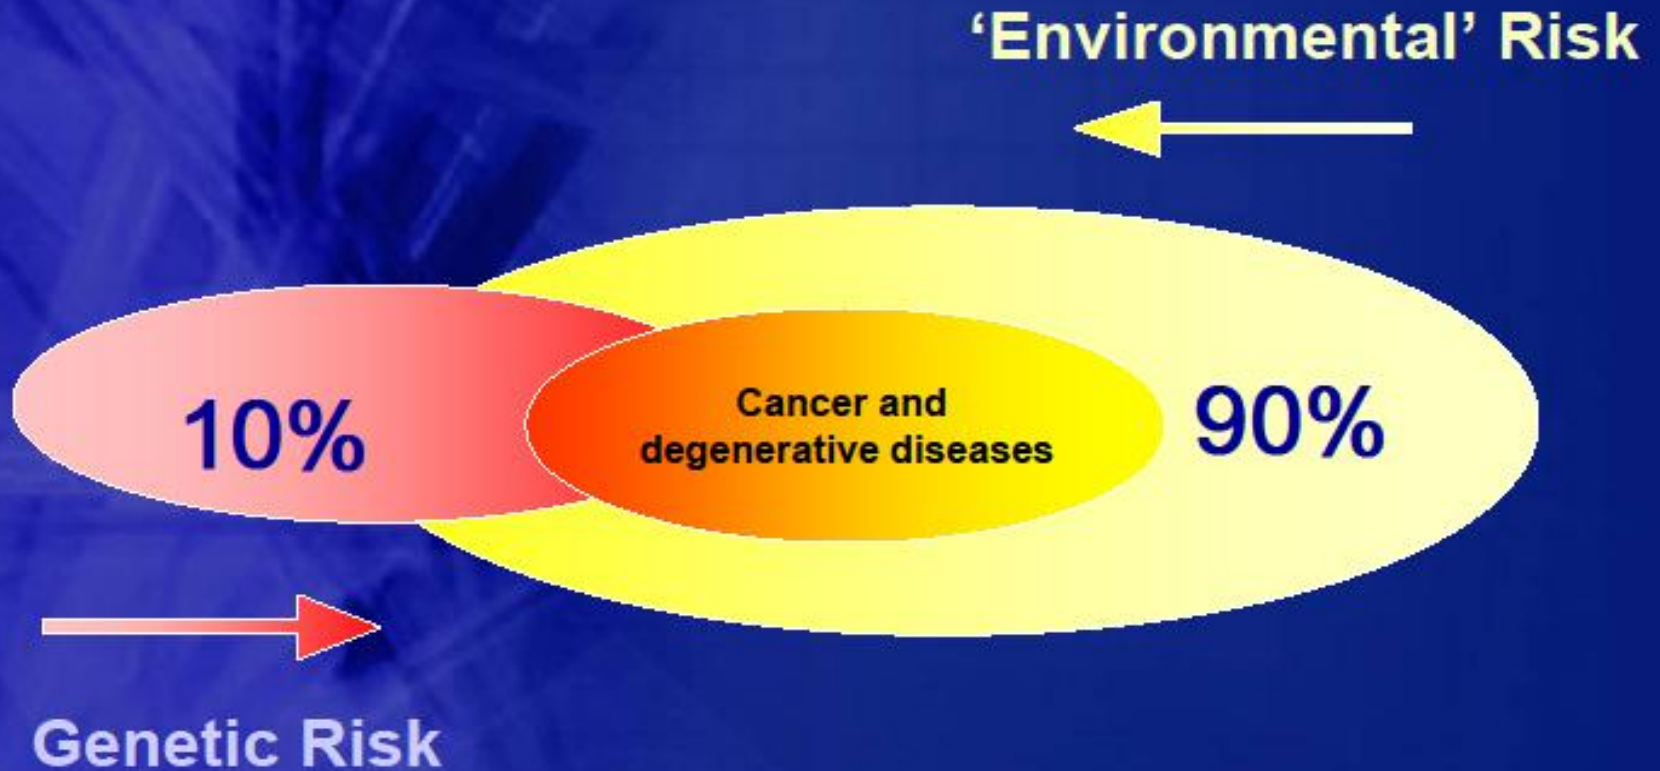 ‘Environmental’ Risk
10%
Cancer and
degenerative diseases
90%
Genetic Risk